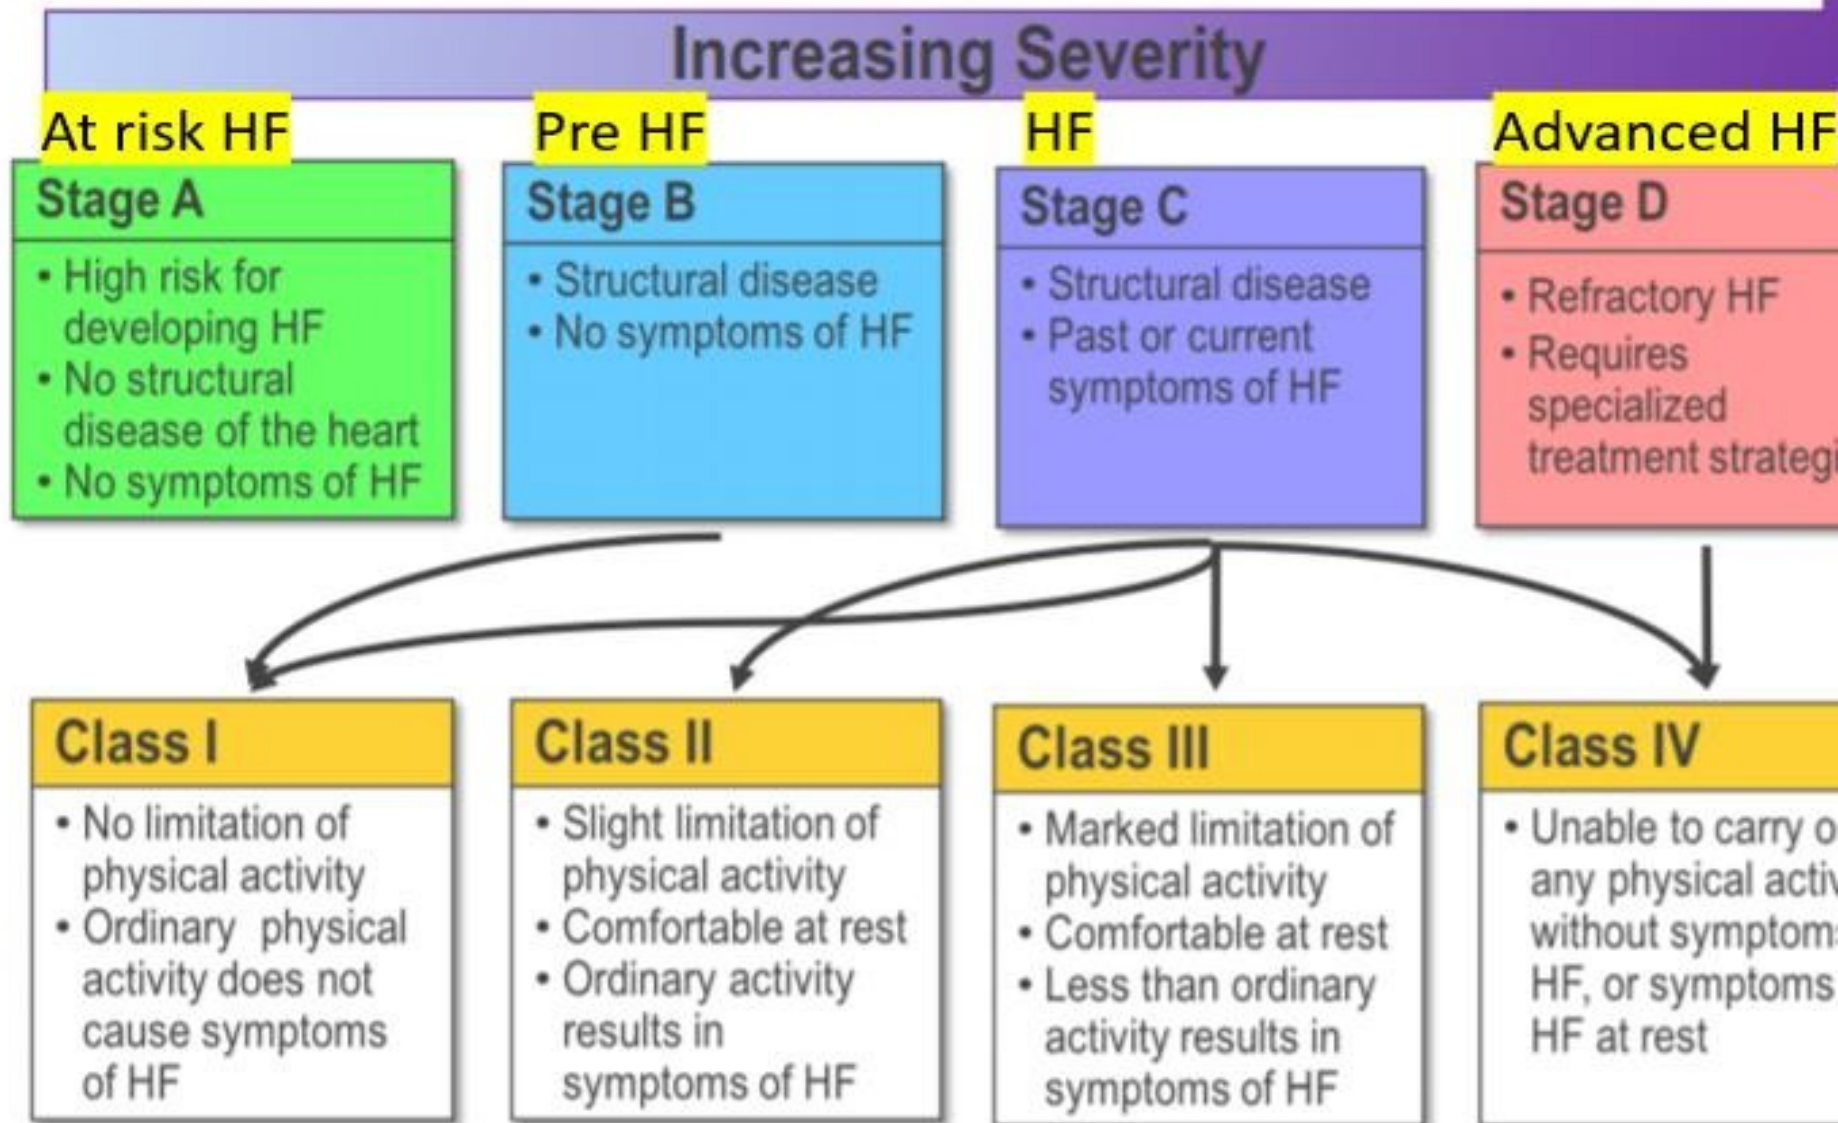 Increasing Severity
At risk HF
Stage A
• High risk for
developing HF
• No structural
disease of the heart
• No symptoms of HF
Pre HF
Stage B
• Structural disease
• No symptoms of HF
HF
Stage C
• Structural disease
• Past or current
symptoms of HF
Advanced HF
Stage D
• Refractory HF
• Requires
specialized
treatment
Class I
• No limitation of
physical activity
• Ordinary physical
activity does not
cause symptoms
of HF
Class II
• Slight limitation of
physical activity
• Comfortable at rest
• Ordinary activity
results in
symptoms of HF
Class III
• Marked limitation of
physical activity
• Comfortable at rest
• Less than ordinary
activity results in
symptoms of HF
Class IV
• Unable to carry
any physical
without
HF, or symptoms
HF at rest